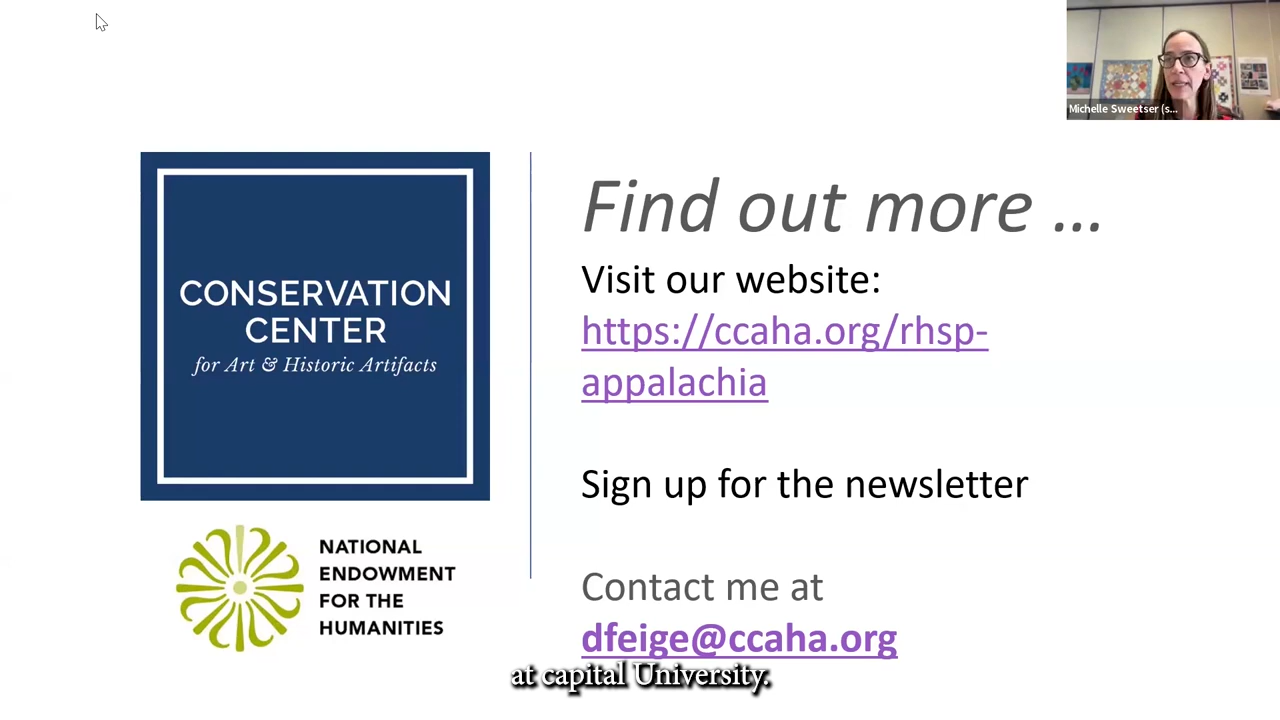 Michelle Sweetser (s...
CONSERVATION
CENTER
for Art & Historic Artifacts
NATIONAL
ENDOWMENT
FOR THE
HUMANITIES
Find out more ...
Visit our website:
https://ccaha.org/rhsp-
appalachia
Sign up for the newsletter
Contact me at
dfeige@ccaha.org
at capital University.